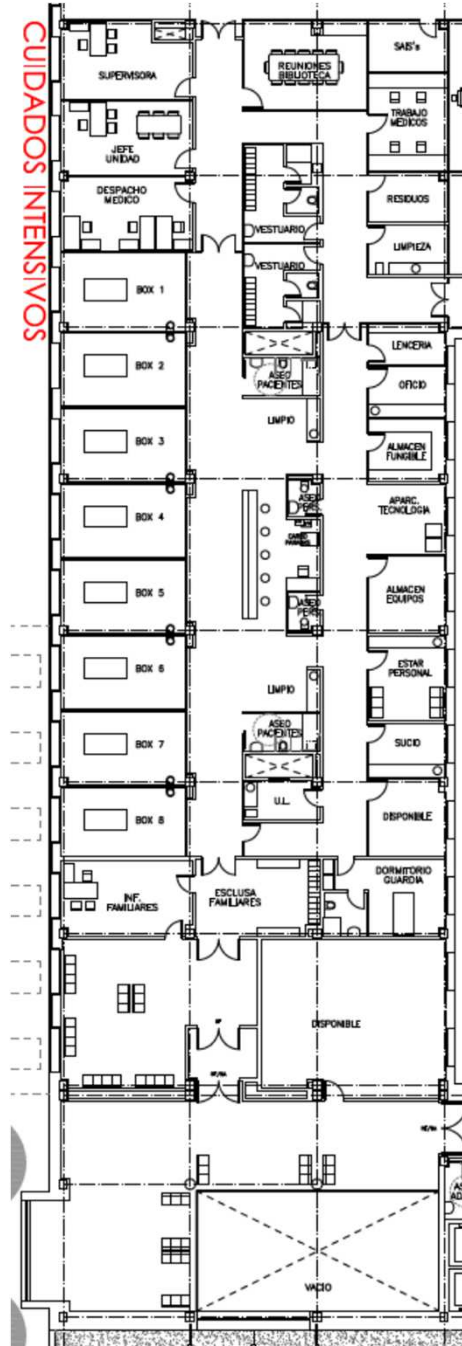 CUIDADOS INTENSIVOS
SUPERVISORA
REUNIONES
BIBLIOTECA
SAIS's
TRABAJO
MEDICOS
JEFE
UNIDAD
DESPACHO
MEDICO
RESIDUOS
VESTUARIO
LIMPIEZA
VESTUARIO
BOX 1
LENCERIA
BOX 2
ASEO
PACIENTES
OFICIO
LIMPIO
BOX 3
ALMACEN
FUNGIBLE
BOX 4
ASEO
PERS.
APARC.
TECNOLOGIA
BOX 5
ASEO
PERS.
ALMACEN
EQUIPOS
BOX 6
LIMPIO
ESTAR
PERSONAL
BOX 7
ASEO
PACIENTES
SUCIO
U.L.
BOX 8
DISPONIBLE
INF.
FAMILIARES
ESCLUSA
FAMILIARES
DORMITORIO
GUARDIA
DISPONIBLE
VACIO